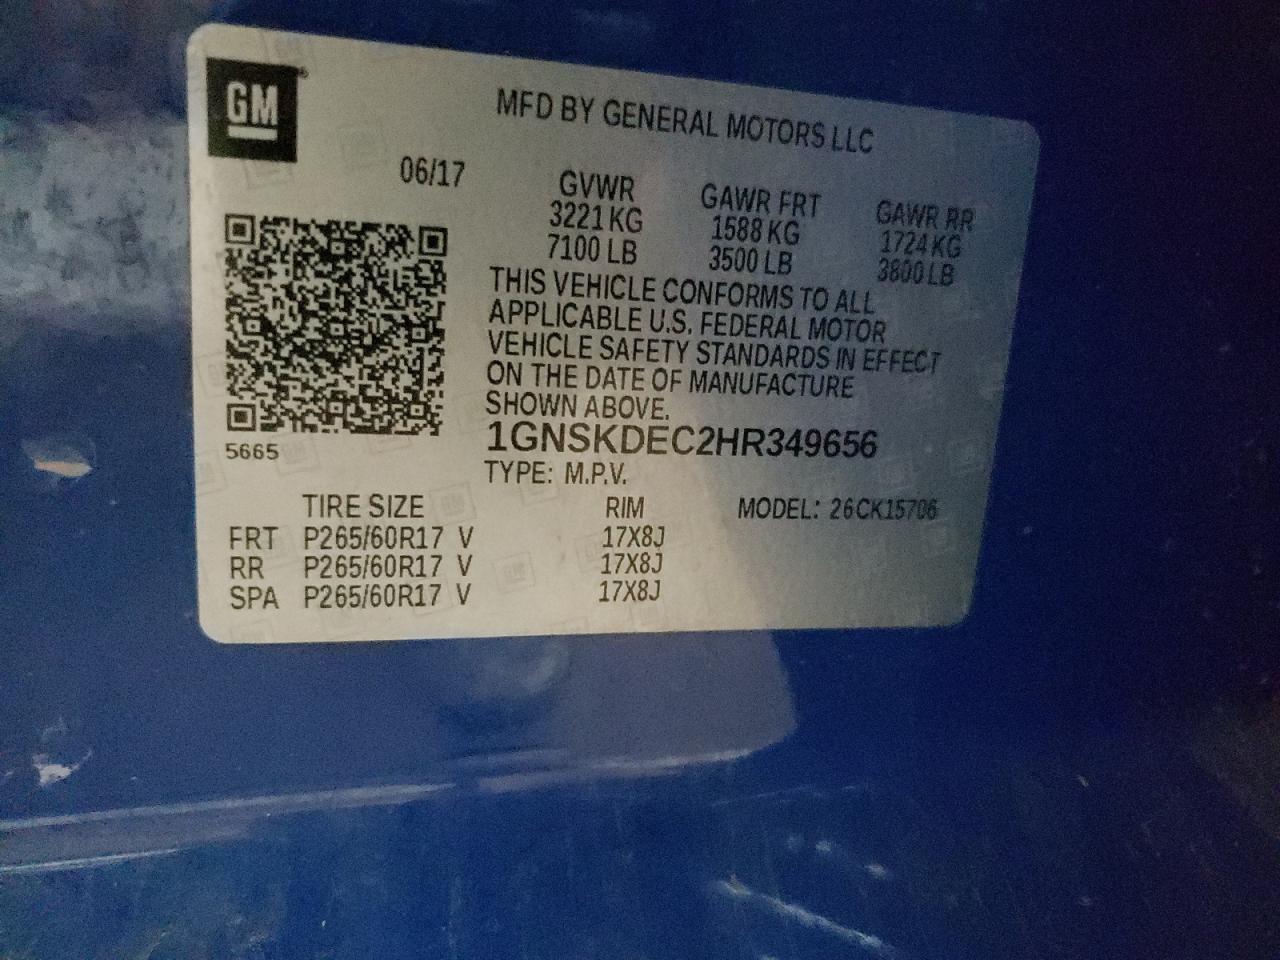 GM
MFD BY GENERAL MOTORS LLC
06/17
GVWR GAWR FRT GAWR RR
3221 KG 1588 KG 1724 KG
7100 LB 3500 LB 3800 LB
THIS VEHICLE CONFORMS TO ALL
APPLICABLE U.S. FEDERAL MOTOR
VEHICLE SAFETY STANDARDS IN EFFECT
ON THE DATE OF MANUFACTURE
SHOWN ABOVE.
1GNSKDEC2HR349656
5665
TYPE: M.P.V.
TIRE SIZE RIM MODEL: 26CK15706
FRT P265/60R17 V 17X8J
RR P265/60R17 V 17X8J
SPA P265/60R17 V 17X8J